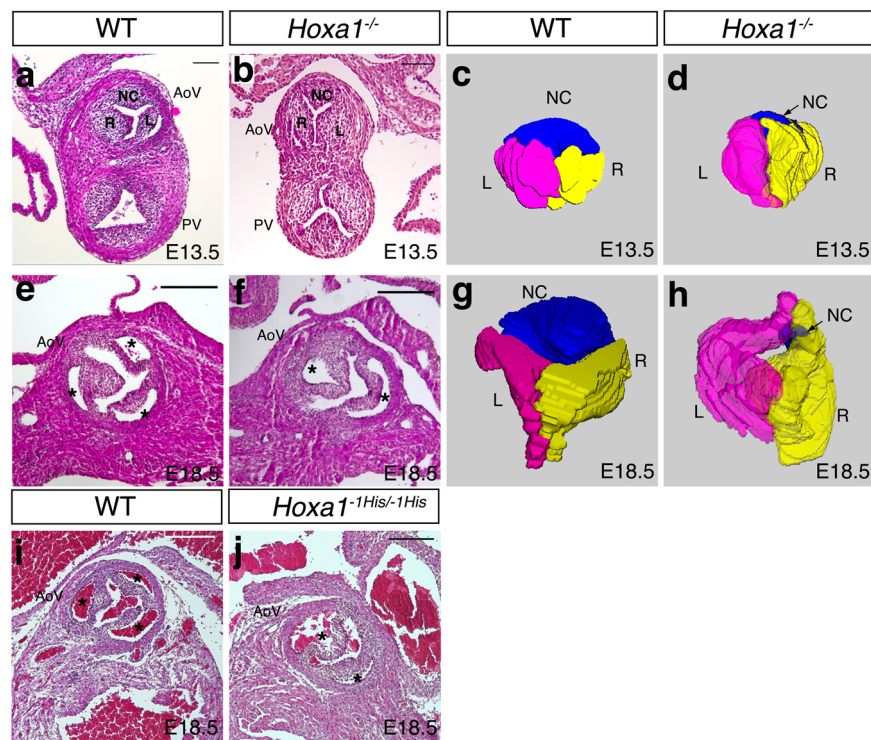 WT
Hoxa1-/-
WT
Hoxa1-/-
a
NC
AoV
R
L
PV
E13.5
b
NC
AoV
R
L
PV
E13.5
c
NC
L
R
E13.5
d
NC
L
R
E13.5
e
AoV
*
*
*
E18.5
f
AoV
*
*
E18.5
g
NC
L
R
E18.5
h
NC
L
R
E18.5
WT
Hoxa1-1His/-1His
i
AoV
*
*
*
E18.5
j
AoV
*
*
E18.5